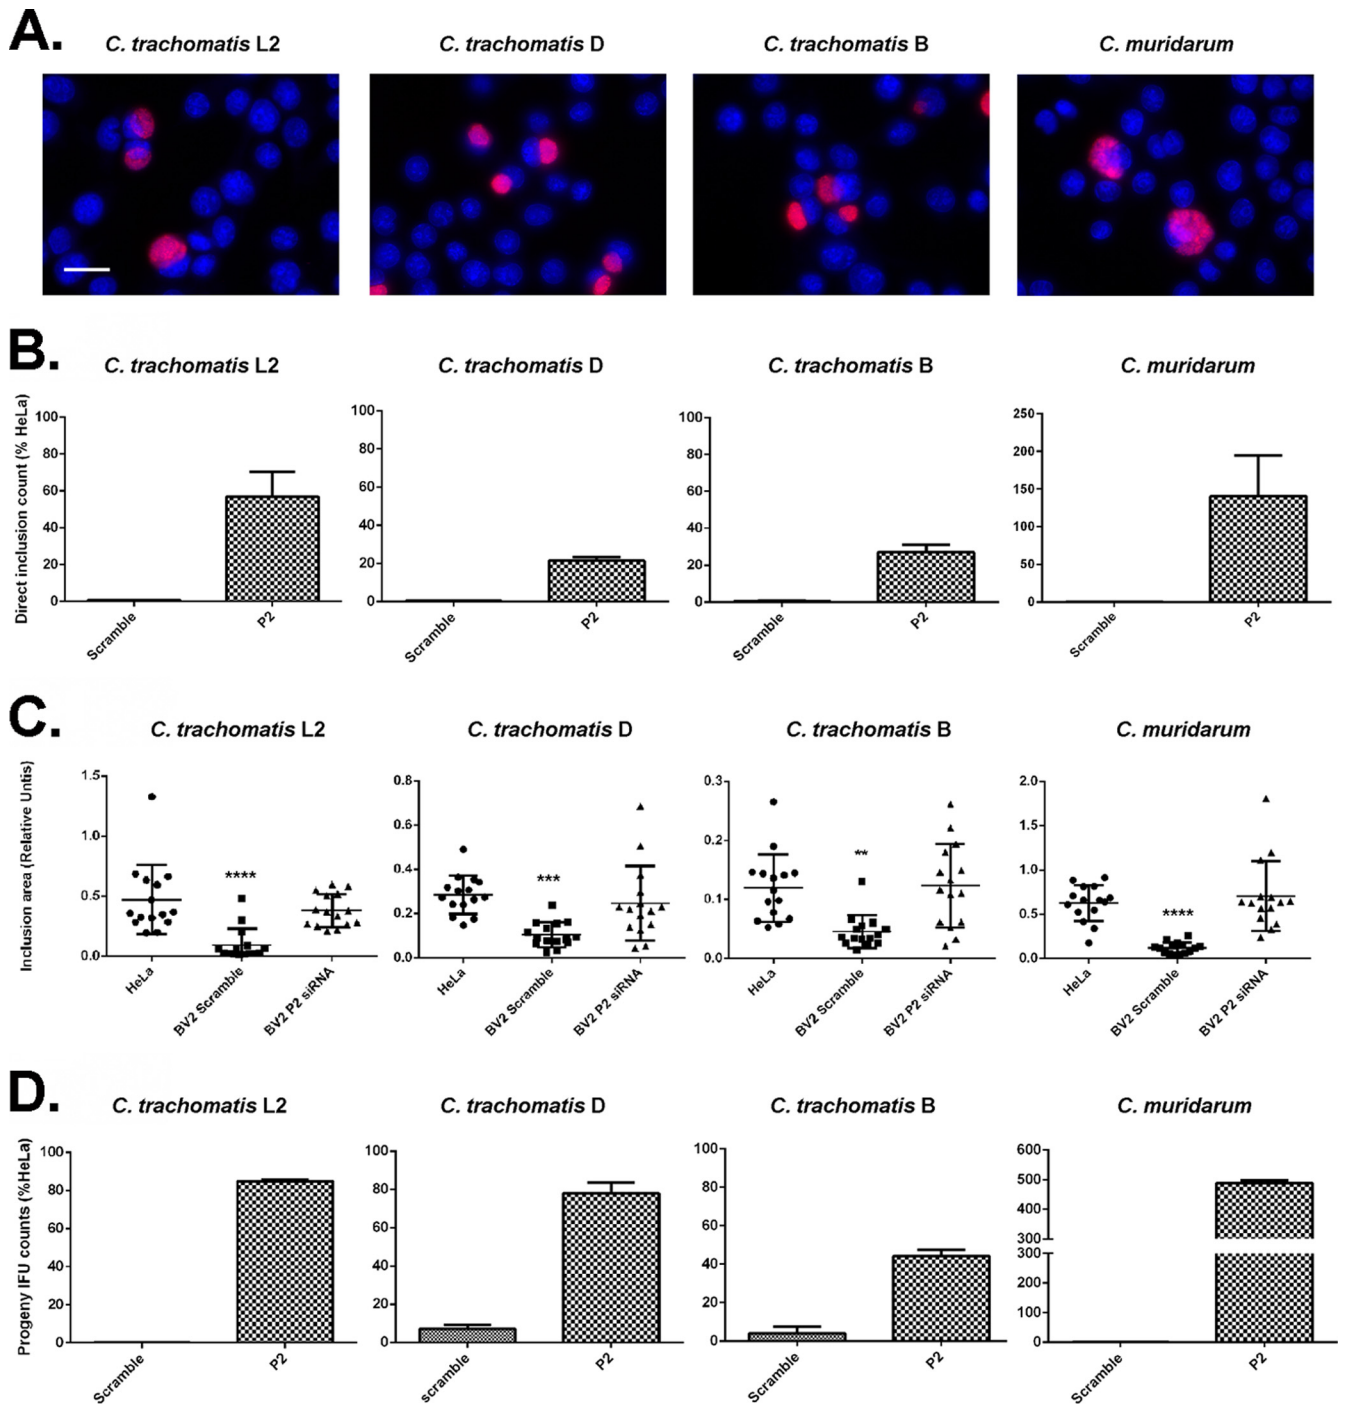 A.
C. trachomatis L2
C. trachomatis D
C. trachomatis B
C. muridarum
B.
C. trachomatis L2
C. trachomatis D
C. trachomatis B
C. muridarum
Direct inclusion count (% HeLa)
100
80
60
40
20
0
Scramble
P2
100
80
60
40
20
0
Scramble
P2
100
80
60
40
20
0
Scramble
P2
250
200
150
100
50
0
Scramble
P2
C.
C. trachomatis L2
C. trachomatis D
C. trachomatis B
C. muridarum
Inclusion area (Relative Untis)
1.5
1.0
0.5
0.0
****
HeLa
BV2 Scramble
BV2 P2 siRNA
0.8
0.6
0.4
0.2
0.0
***
HeLa
BV2 Scramble
BV2 P2 siRNA
0.3
0.2
0.1
0.0
**
HeLa
BV2 Scramble
BV2 P2 siRNA
2.0
1.5
1.0
0.5
0.0
****
HeLa
BV2 Scramble
BV2 P2 siRNA
D.
C. trachomatis L2
C. trachomatis D
C. trachomatis B
C. muridarum
Progeny IFU counts (%HeLa)
100
80
60
40
20
0
Scramble
P2
100
80
60
40
20
0
scramble
P2
100
80
60
40
20
0
Scramble
P2
600
500
400
300
300
200
100
0
Scramble
P2